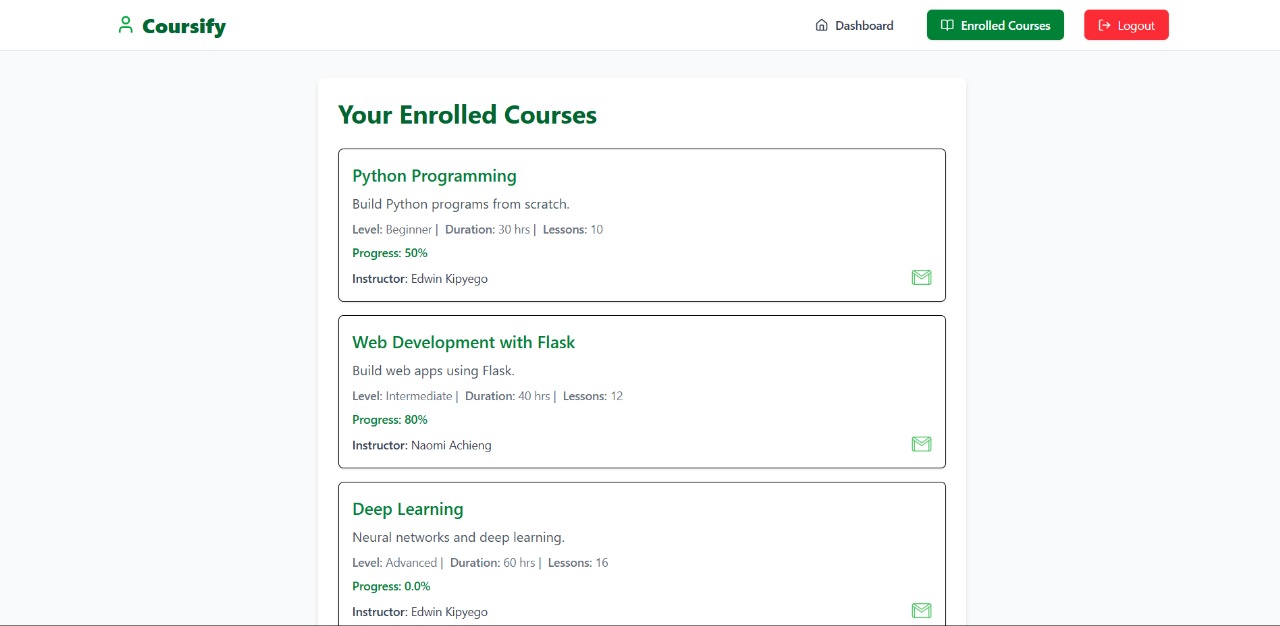 Coursify
Dashboard
Enrolled Courses
Logout
Your Enrolled Courses
Python Programming
Build Python programs from scratch.
Level: Beginner | Duration: 30 hrs | Lessons: 10
Progress: 50%
Instructor: Edwin Kipyego
Web Development with Flask
Build web apps using Flask.
Level: Intermediate | Duration: 40 hrs | Lessons: 12
Progress: 80%
Instructor: Naomi Achieng
Deep Learning
Neural networks and deep learning.
Level: Advanced | Duration: 60 hrs | Lessons: 16
Progress: 0.0%
Instructor: Edwin Kipyego